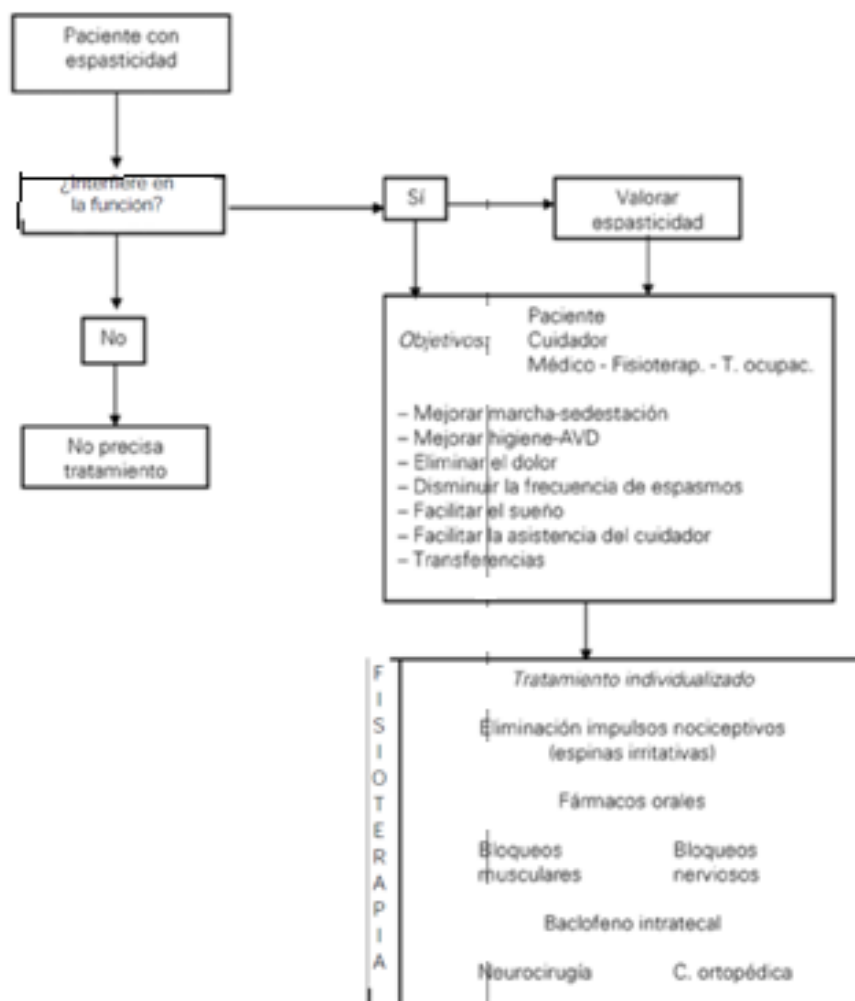 Paciente con
espasticidad
¿Interfiere en
la función?
Sí
Valorar
espasticidad
No
No precisa
tratamiento
Objetivos:
Paciente
Cuidador
Médico - Fisioterap. - T. ocupac.
– Mejorar marcha-sedestación
– Mejorar higiene-AVD
– Eliminar el dolor
– Disminuir la frecuencia de espasmos
– Facilitar el sueño
– Facilitar la asistencia del cuidador
– Transferencias
FISIOTERAPIA
Tratamiento individualizado
Eliminación impulsos nociceptivos
(espinas irritativas)
Fármacos orales
Bloqueos
musculares
Bloqueos
nerviosos
Baclofeno intratecal
Neurocirugía
C. ortopédica